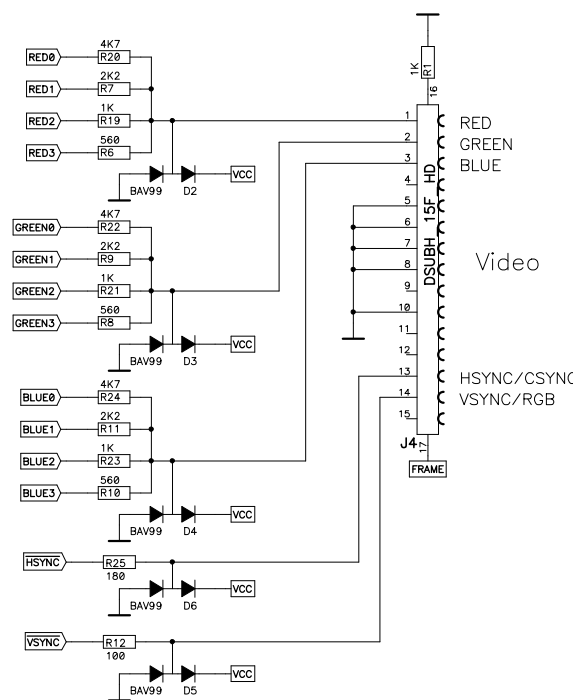 1K
R1
16
RED0
4K7
R20
RED1
2K2
R7
RED2
1K
R19
RED3
560
R6
BAV99
D2
VCC
GREEN0
4K7
R22
GREEN1
2K2
R9
GREEN2
1K
R21
GREEN3
560
R8
BAV99
D3
VCC
BLUE0
4K7
R24
BLUE1
2K2
R11
BLUE2
1K
R23
BLUE3
560
R10
BAV99
D4
VCC
HSYNC
R25
180
BAV99
D6
VCC
VSYNC
R12
100
BAV99
D5
VCC
1
2
3
4
5
6
7
8
9
10
11
12
13
14
15
DSUBH 15F HD
RED
GREEN
BLUE
Video
HSYNC/CSYNC
VSYNC/RGB
J4
17
FRAME